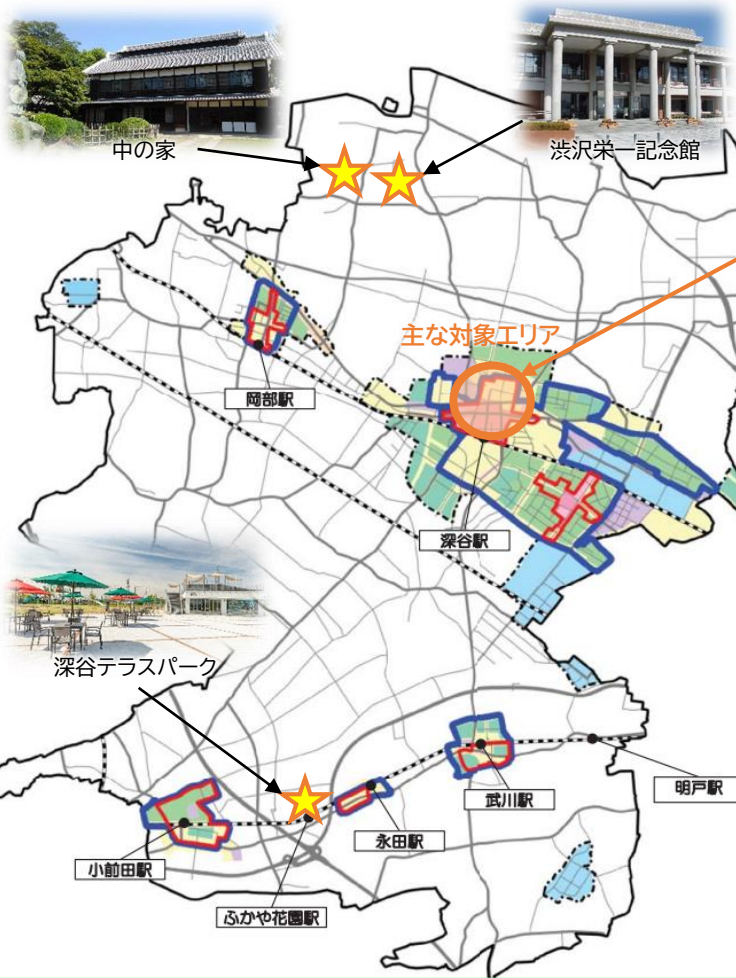 中の家
渋沢栄一記念館
主な対象エリア
岡部駅
深谷駅
深谷テラスパーク
武川駅
明戸駅
永田駅
小前田駅
ふかや花園駅